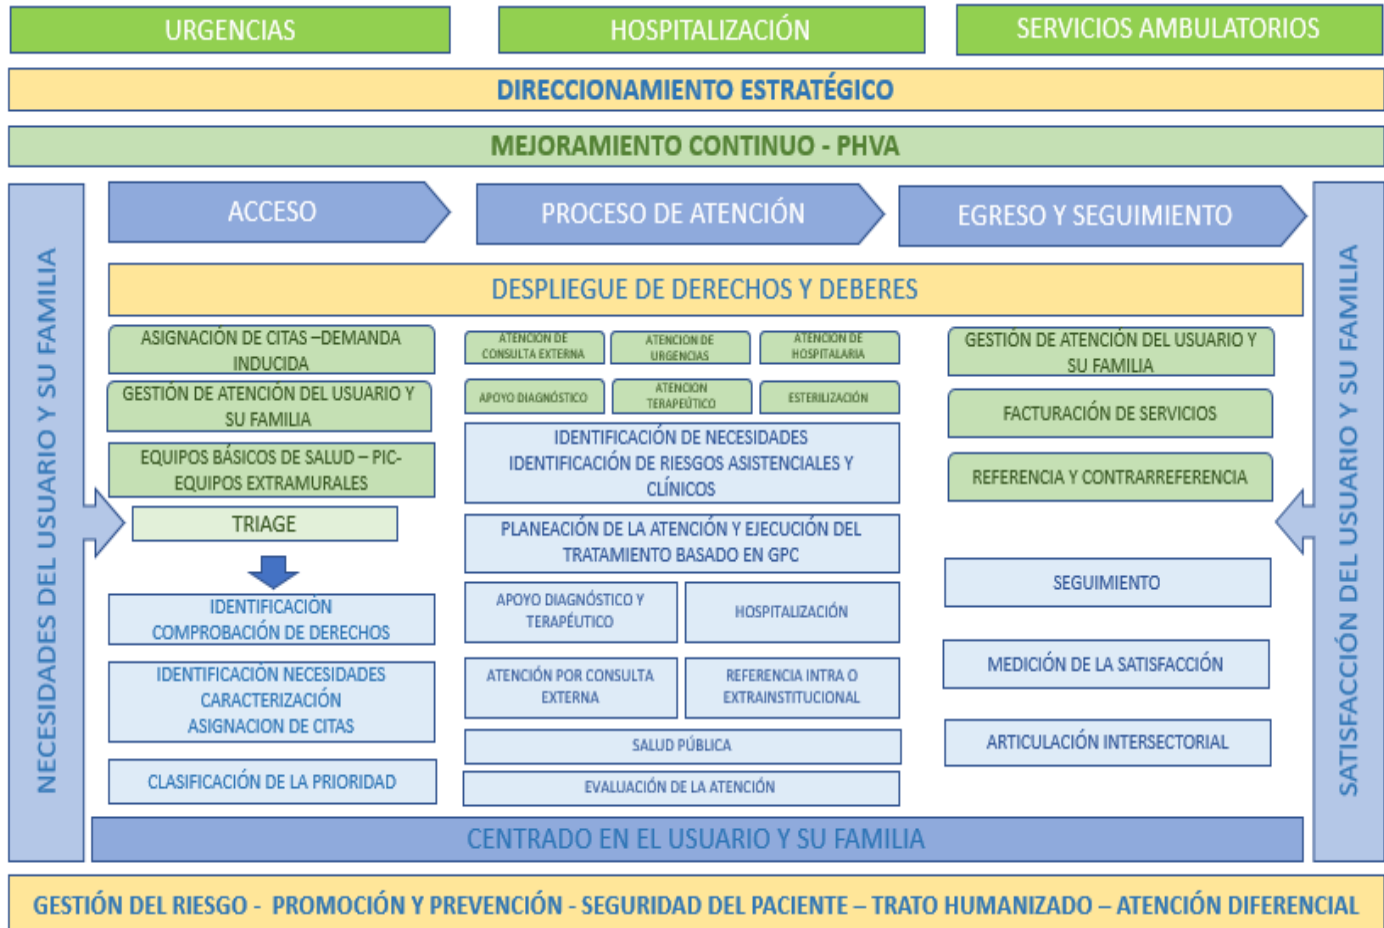 URGENCIAS
HOSPITALIZACIÓN
SERVICIOS AMBULATORIOS
DIRECCIONAMIENTO ESTRATÉGICO
MEJORAMIENTO CONTINUO - PHVA
NECESIDADES DEL USUARIO Y SU FAMILIA
ACCESO
PROCESO DE ATENCIÓN
EGRESO Y SEGUIMIENTO
DESPLIEGUE DE DERECHOS Y DEBERES
ASIGNACIÓN DE CITAS –DEMANDA
INDUCIDA
GESTIÓN DE ATENCIÓN DEL USUARIO Y
SU FAMILIA
EQUIPOS BÁSICOS DE SALUD – PIC-
EQUIPOS EXTRAMURALES
TRIAGE
IDENTIFICACIÒN
COMPROBACIÓN DE DERECHOS
IDENTIFICACIÒN NECESIDADES
CARACTERIZACIÓN
ASIGNACION DE CITAS
CLASIFICACIÓN DE LA PRIORIDAD
ATENCION DE
CONSULTA EXTERNA
ATENCION DE
URGENCIAS
ATENCION DE
HOSPITALARIA
APOYO DIAGNÓSTICO
ATENCION
TERAPEÚTICO
ESTERILIZACIÓN
IDENTIFICACIÓN DE NECESIDADES
IDENTIFICACIÓN DE RIESGOS ASISTENCIALES Y
CLÍNICOS
PLANEACIÓN DE LA ATENCIÓN Y EJECUCIÓN DEL
TRATAMIENTO BASADO EN GPC
APOYO DIAGNÓSTICO Y
TERAPÉUTICO
HOSPITALIZACIÓN
ATENCIÓN POR CONSULTA
EXTERNA
REFERENCIA INTRA O
EXTRAINSTITUCIONAL
SALUD PÚBLICA
EVALUACIÓN DE LA ATENCIÓN
GESTIÓN DE ATENCIÓN DEL USUARIO Y
SU FAMILIA
FACTURACIÓN DE SERVICIOS
REFERENCIA Y CONTRARREFERENCIA
SEGUIMIENTO
MEDICIÓN DE LA SATISFACCIÓN
ARTICULACIÓN INTERSECTORIAL
SATISFACCIÓN DEL USUARIO Y SU FAMILIA
CENTRADO EN EL USUARIO Y SU FAMILIA
GESTIÓN DEL RIESGO - PROMOCIÓN Y PREVENCIÓN - SEGURIDAD DEL PACIENTE – TRATO HUMANIZADO – ATENCIÓN DIFERENCIAL